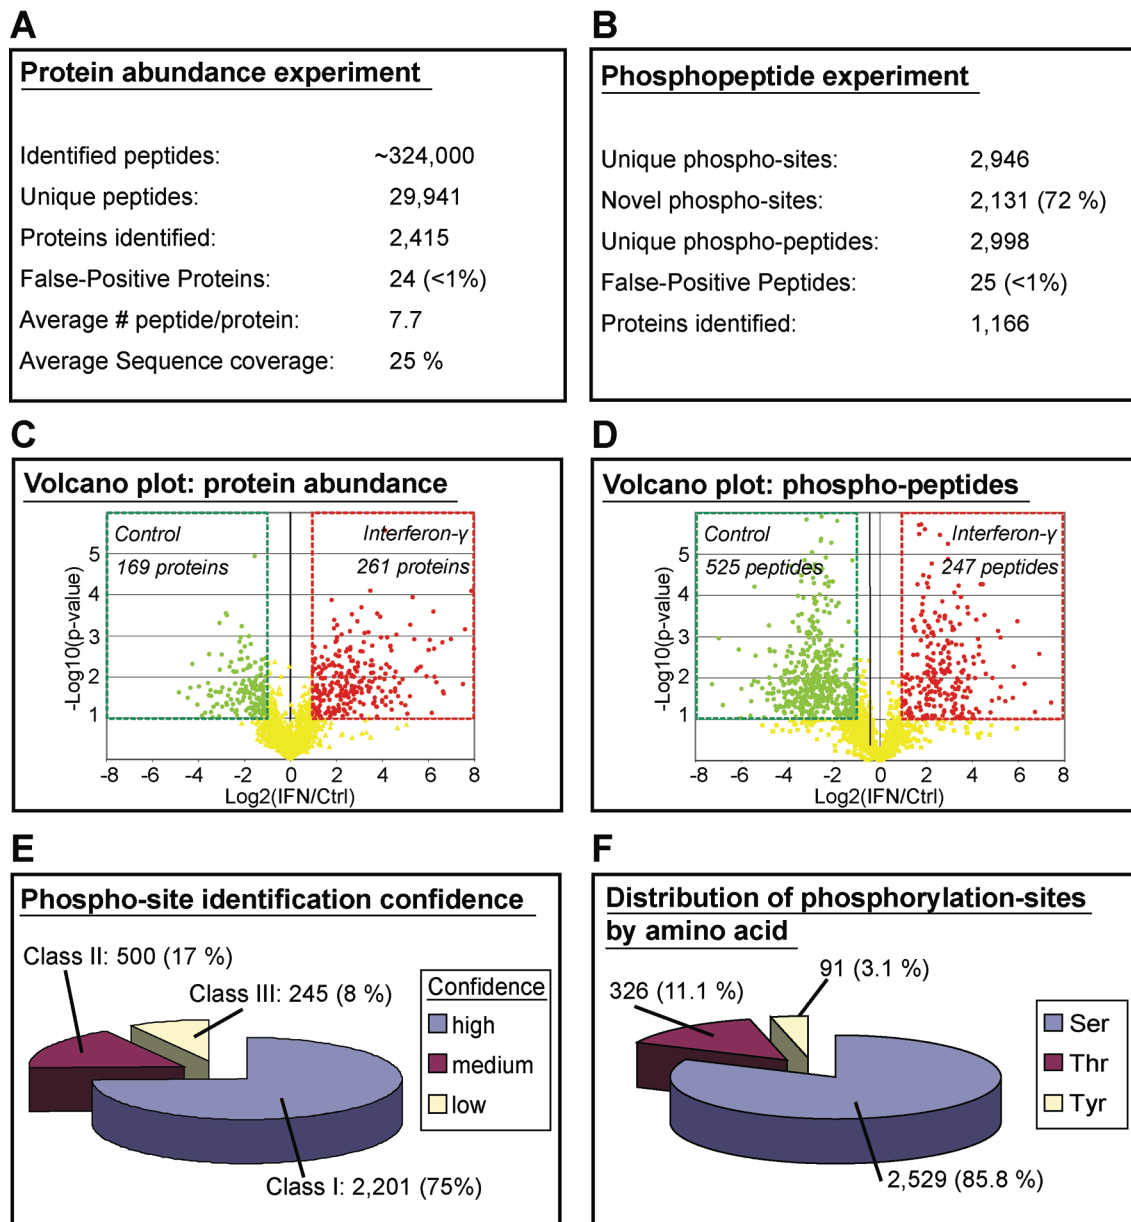 A
Protein abundance experiment
Identified peptides: ~324,000
Unique peptides: 29,941
Proteins identified: 2,415
False-Positive Proteins: 24 (<1%)
Average # peptide/protein: 7.7
Average Sequence coverage: 25 %
B
Phosphopeptide experiment
Unique phospho-sites: 2,946
Novel phospho-sites: 2,131 (72 %)
Unique phospho-peptides: 2,998
False-Positive Peptides: 25 (<1%)
Proteins identified: 1,166
C
Volcano plot: protein abundance
Control
169 proteins
Interferon-γ
261 proteins
-Log10(p-value)
5
4
3
2
1
-8 -6 -4 -2 0 2 4 6 8
Log2(IFN/Ctrl)
D
Volcano plot: phospho-peptides
Control
525 peptides
Interferon-γ
247 peptides
-Log10(p-value)
5
4
3
2
1
-8 -6 -4 -2 0 2 4 6 8
Log2(IFN/Ctrl)
E
Phospho-site identification confidence
Class II: 500 (17 %)
Class III: 245 (8 %)
Class I: 2,201 (75%)
Confidence
high
medium
low
F
Distribution of phosphorylation-sites
by amino acid
91 (3.1 %)
326 (11.1 %)
2,529 (85.8 %)
Ser
Thr
Tyr